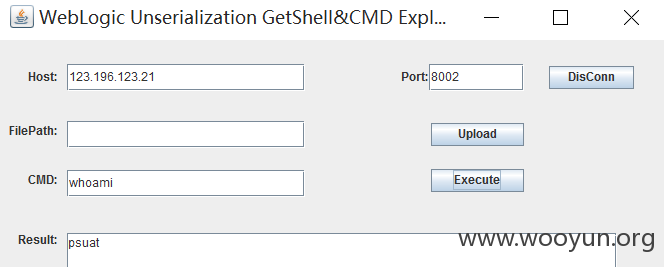 WebLogic Unserialization GetShell&CMD Expl...
Host: 123.196.123.21 Port: 8002 DisConn
FilePath: Upload
CMD: whoami Execute
Result: psuat
www.wooyun.org